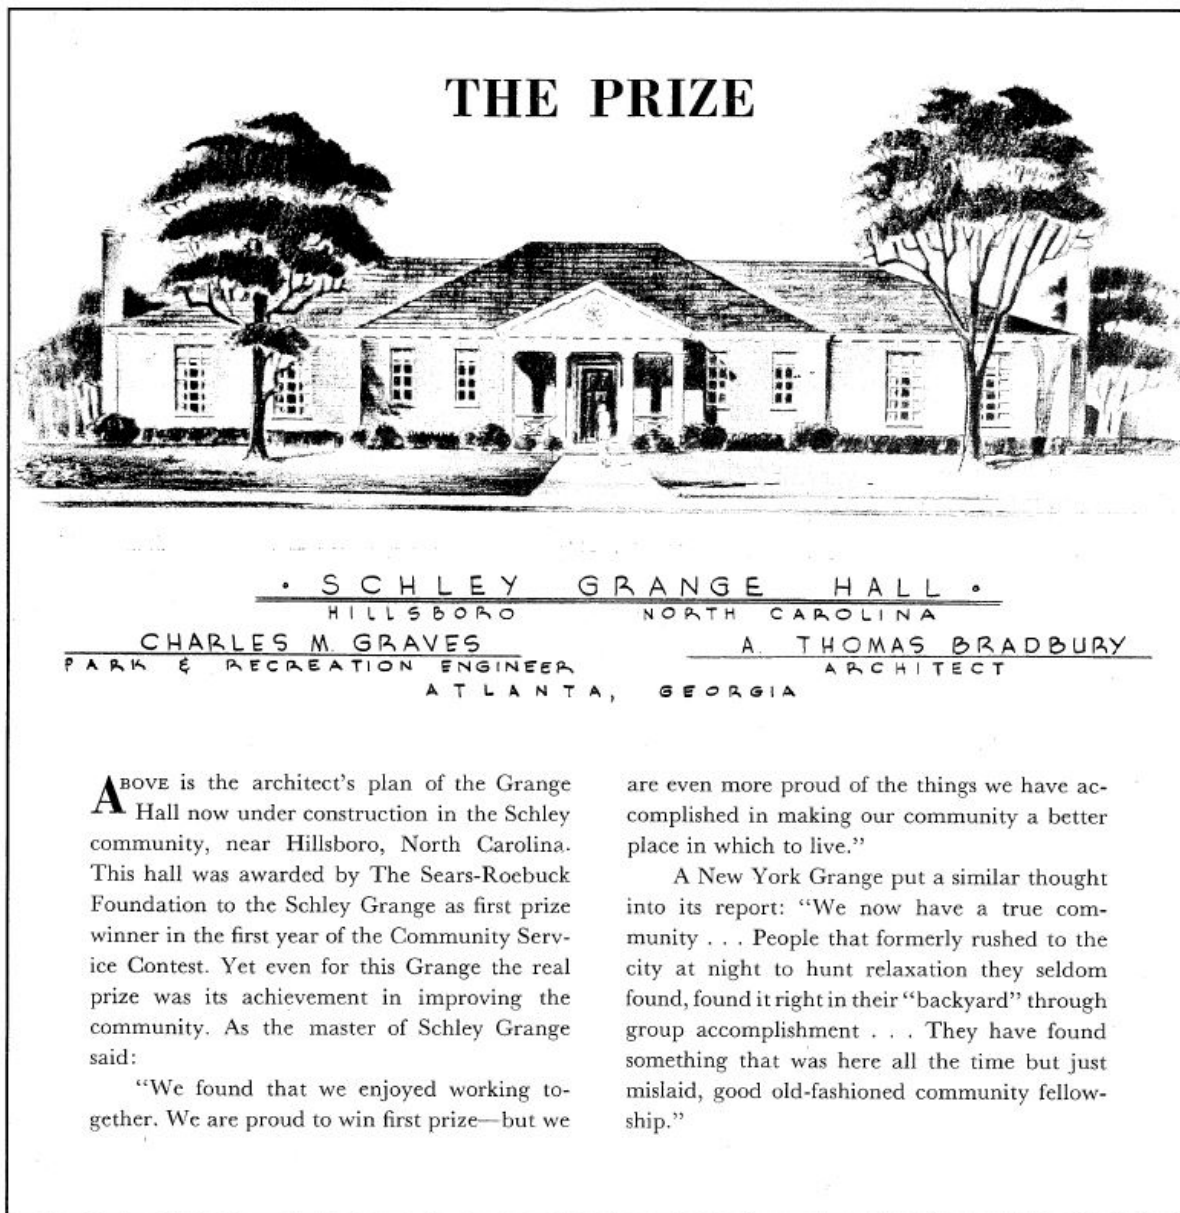 THE PRIZE
• SCHLEY GRANGE HALL •
HILLSBORO NORTH CAROLINA
CHARLES M. GRAVES
PARK & RECREATION ENGINEER
A. THOMAS BRADBURY
ARCHITECT
ATLANTA, GEORGIA
ABOVE is the architect's plan of the Grange
Hall now under construction in the Schley
community, near Hillsboro, North Carolina.
This hall was awarded by The Sears-Roebuck
Foundation to the Schley Grange as first prize
winner in the first year of the Community Serv-
ice Contest. Yet even for this Grange the real
prize was its achievement in improving the
community. As the master of Schley Grange
said:
"We found that we enjoyed working to-
gether. We are proud to win first prize—but we
are even more proud of the things we have ac-
complished in making our community a better
place in which to live."
A New York Grange put a similar thought
into its report: "We now have a true com-
munity . . . People that formerly rushed to the
city at night to hunt relaxation they seldom
found, found it right in their "backyard" through
group accomplishment . . . They have found
something that was here all the time but just
mislaid, good old-fashioned community fellow-
ship."